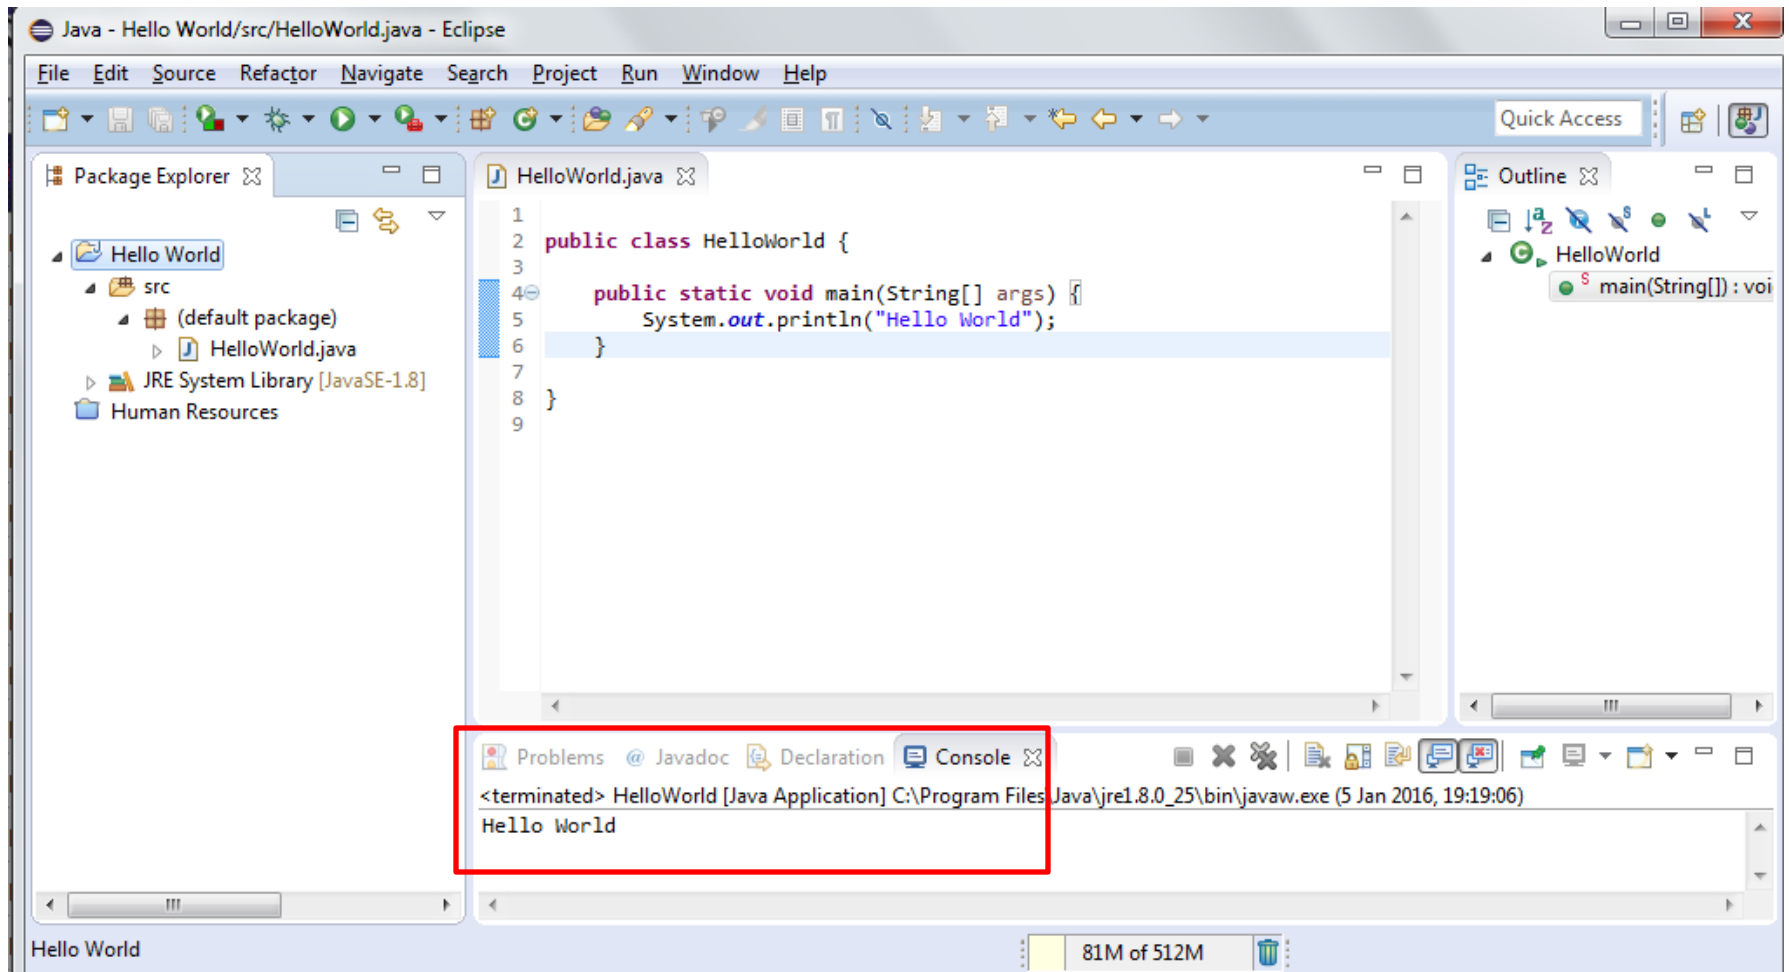 Java - Hello World/src/HelloWorld.java - Eclipse
File Edit Source Refactor Navigate Search Project Run Window Help
Quick Access
Package Explorer
Hello World
src
(default package)
HelloWorld.java
JRE System Library [JavaSE-1.8]
Human Resources
HelloWorld.java
1
2 public class HelloWorld {
3
4 public static void main(String[] args) {
5 System.out.println("Hello World");
6 }
7
8 }
9
Outline
HelloWorld
main(String[]) : voi
Problems @ Javadoc Declaration Console
<terminated> HelloWorld [Java Application] C:\Program Files\Java\jre1.8.0_25\bin\javaw.exe (5 Jan 2016, 19:19:06)
Hello World
Hello World
81M of 512M